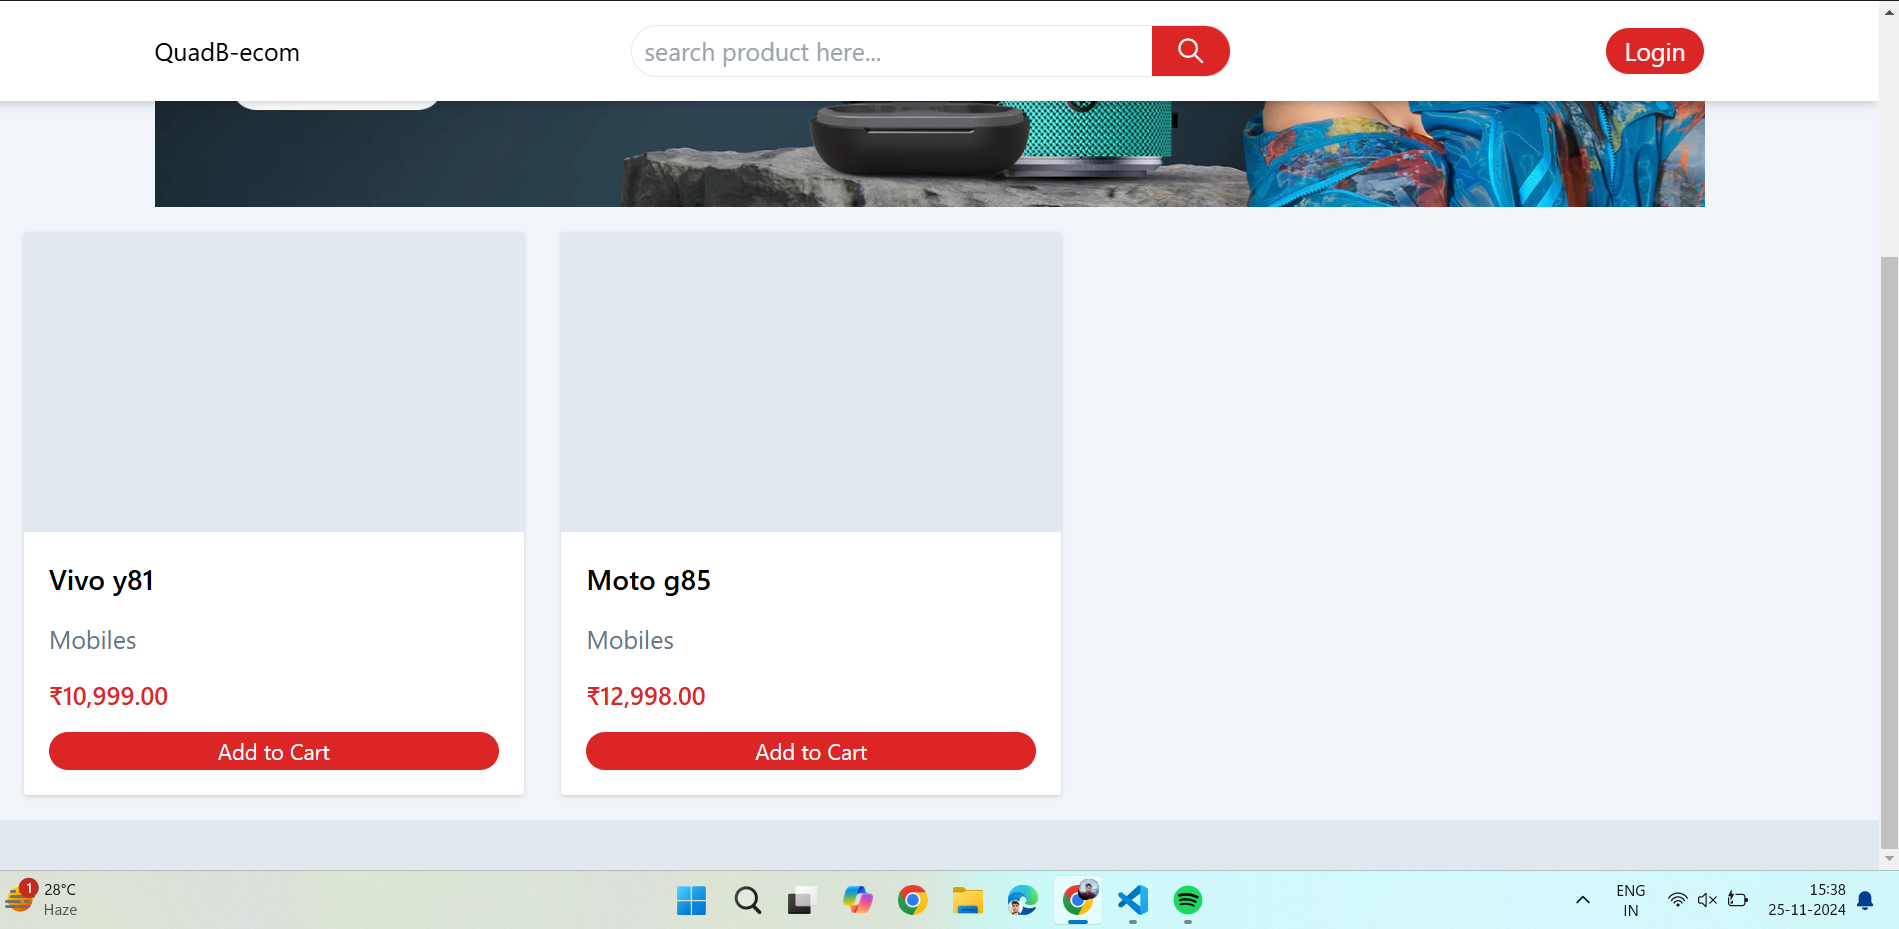 QuadB-ecom
search product here...
Login
Vivo y81
Mobiles
₹10,999.00
Add to Cart
Moto g85
Mobiles
₹12,998.00
Add to Cart
1
28°C
Haze
ENG
IN
15:38
25-11-2024